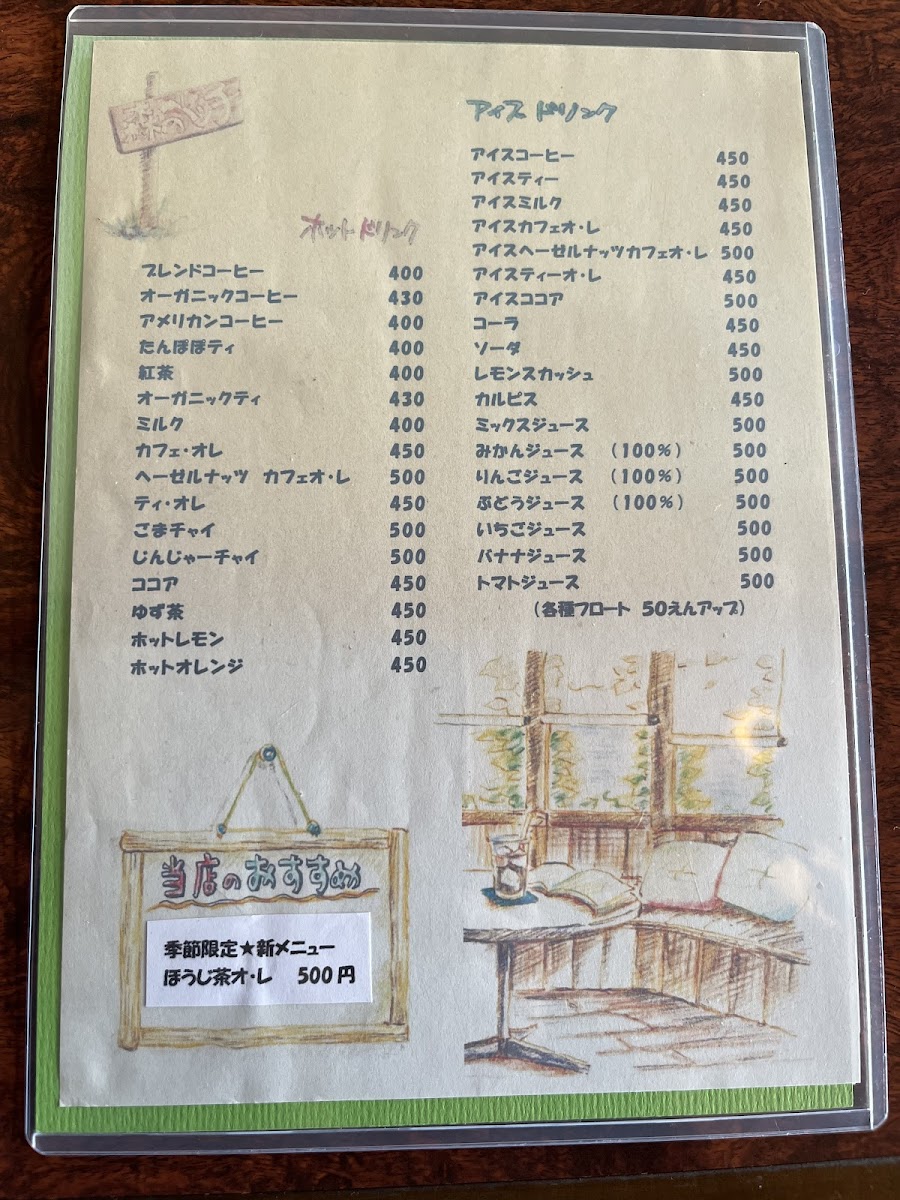 ホットドリンク
ブレンドコーヒー 400
オーガニックコーヒー 430
アメリカンコーヒー 400
たんぽぽティ 400
紅茶 400
オーガニックティ 430
ミルク 400
カフェ・オレ 450
ヘーゼルナッツ カフェオ・レ 500
ティ・オレ 450
ごまチャイ 500
じんじゃーチャイ 500
ココア 450
ゆず茶 450
ホットレモン 450
ホットオレンジ 450
アイスドリンク
アイスコーヒー 450
アイスティー 450
アイスミルク 450
アイスカフェオ・レ 450
アイスヘーゼルナッツカフェオ・レ 500
アイスティーオ・レ 450
アイスココア 500
コーラ 450
ソーダ 450
レモンスカッシュ 500
カルピス 450
ミックスジュース 500
みかんジュース (100%) 500
りんごジュース (100%) 500
ぶどうジュース (100%) 500
いちごジュース 500
バナナジュース 500
トマトジュース 500
(各種フロート 50えんアップ)
当店のおすすめ
季節限定★新メニュー
ほうじ茶オ・レ 500円